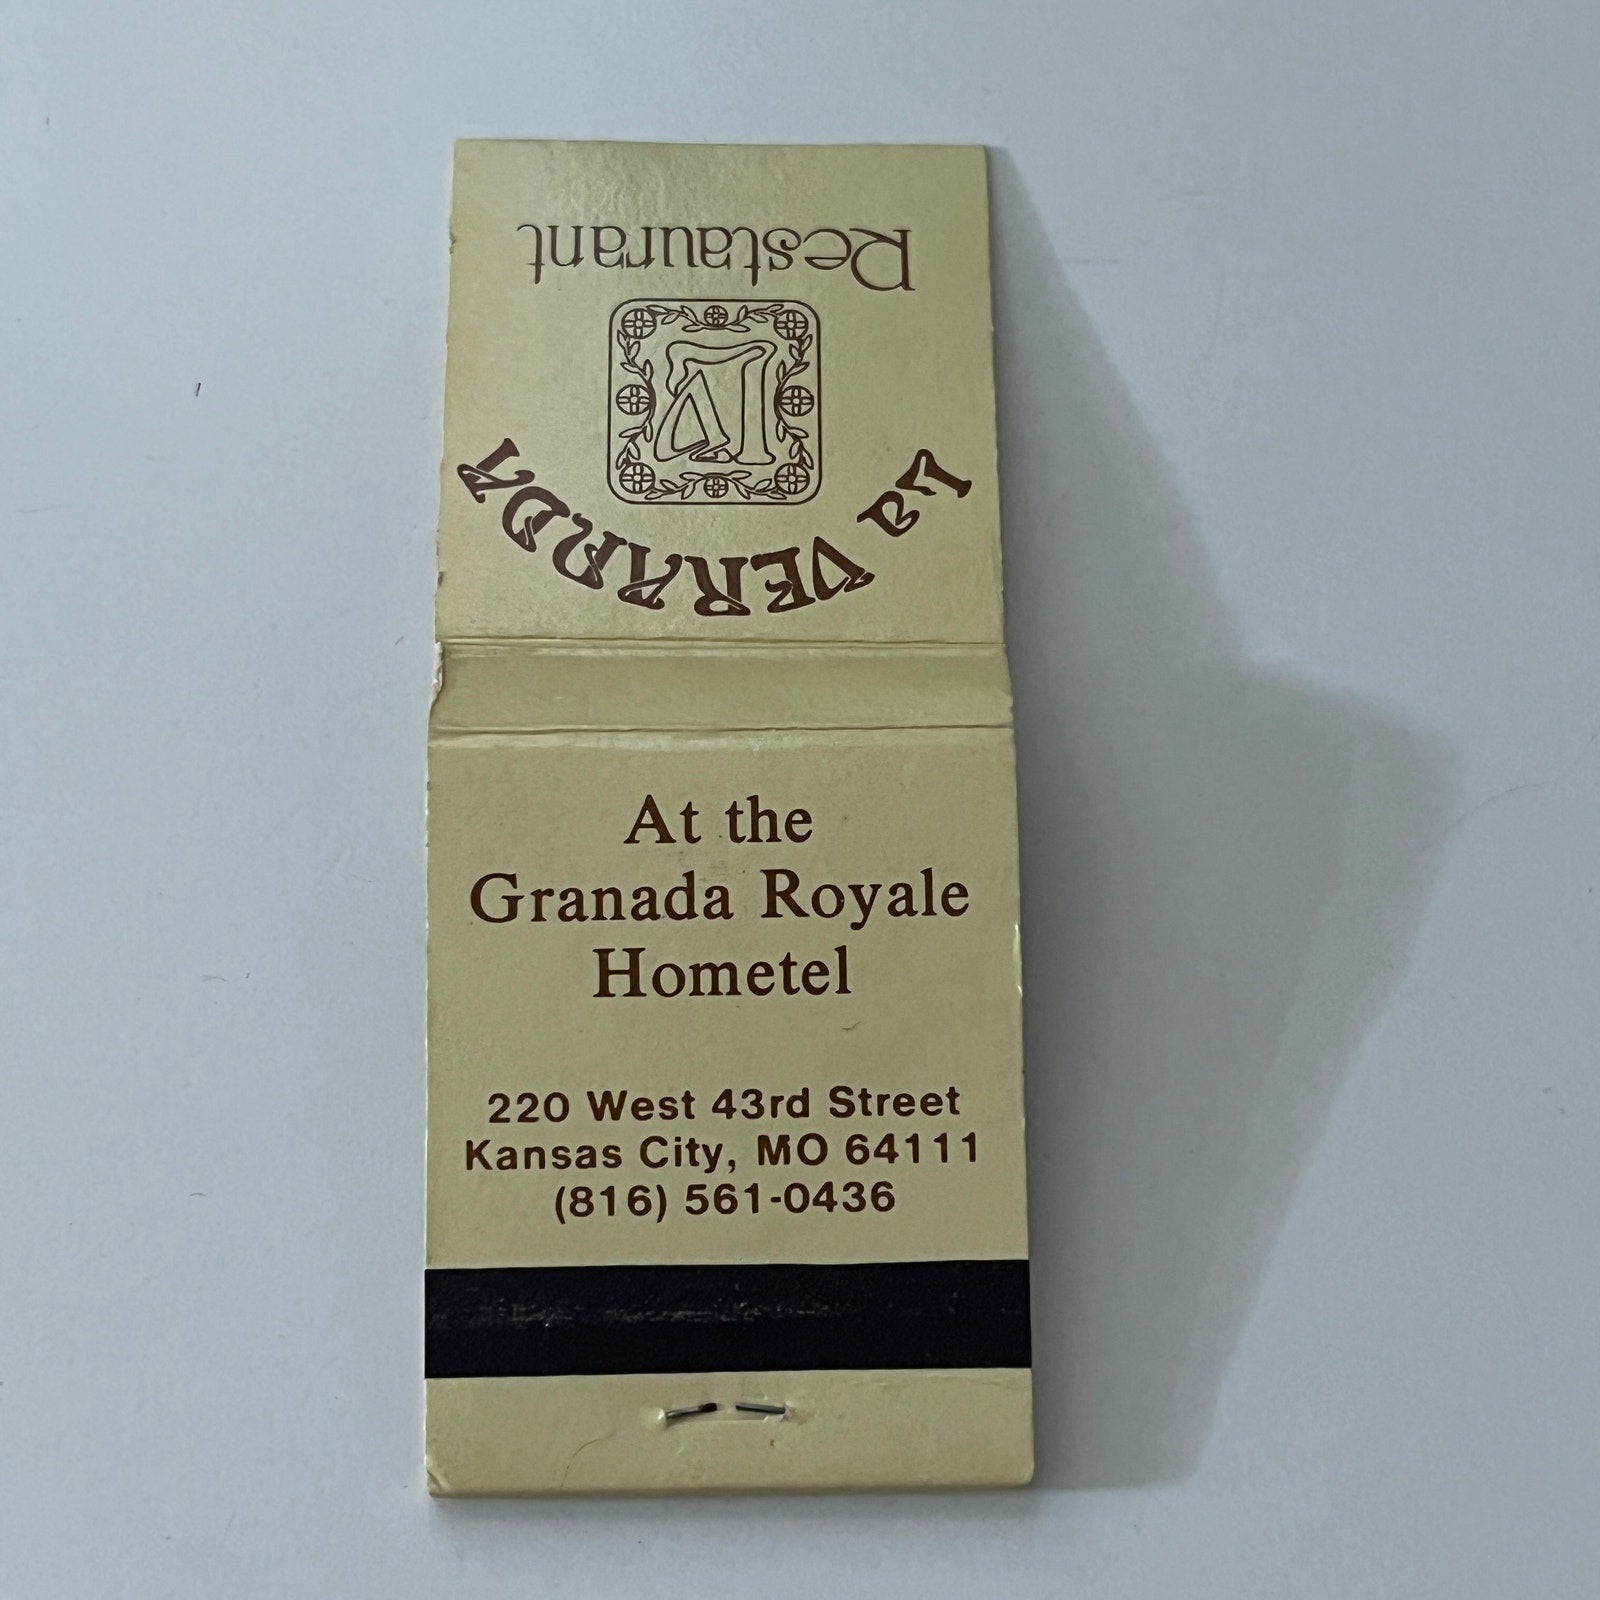 La VERANDA
LV
Restaurant
At the
Granada Royale
Hometel
220 West 43rd Street
Kansas City, MO 64111
(816) 561-0436